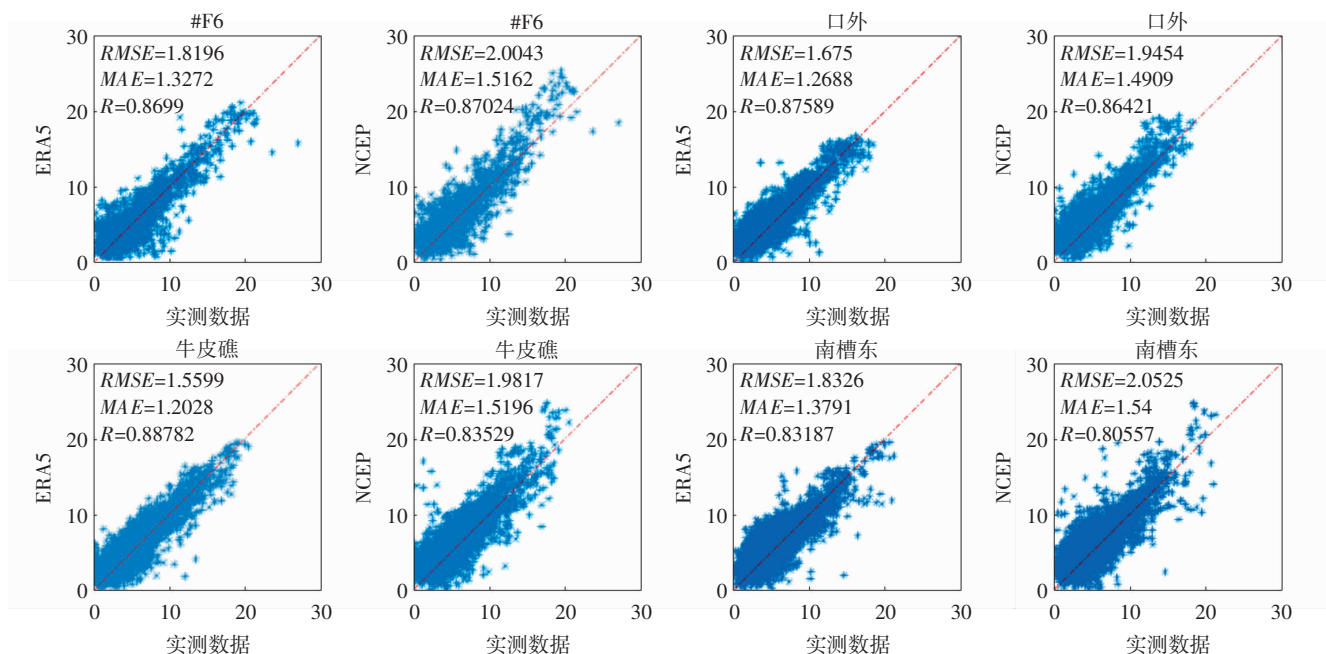 #F6
30
RMSE=1.8196
MAE=1.3272
R=0.8699
20
ERA5
10
0
0 10 20 30
实测数据
#F6
30
RMSE=2.0043
MAE=1.5162
R=0.87024
20
NCEP
10
0
0 10 20 30
实测数据
口外
30
RMSE=1.675
MAE=1.2688
R=0.87589
20
ERA5
10
0
0 10 20 30
实测数据
口外
30
RMSE=1.9454
MAE=1.4909
R=0.86421
20
NCEP
10
0
0 10 20 30
实测数据
牛皮礁
30
RMSE=1.5599
MAE=1.2028
R=0.88782
20
ERA5
10
0
0 10 20 30
实测数据
牛皮礁
30
RMSE=1.9817
MAE=1.5196
R=0.83529
20
NCEP
10
0
0 10 20 30
实测数据
南槽东
30
RMSE=1.8326
MAE=1.3791
R=0.83187
20
ERA5
10
0
0 10 20 30
实测数据
南槽东
30
RMSE=2.0525
MAE=1.54
R=0.80557
20
NCEP
10
0
0 10 20 30
实测数据